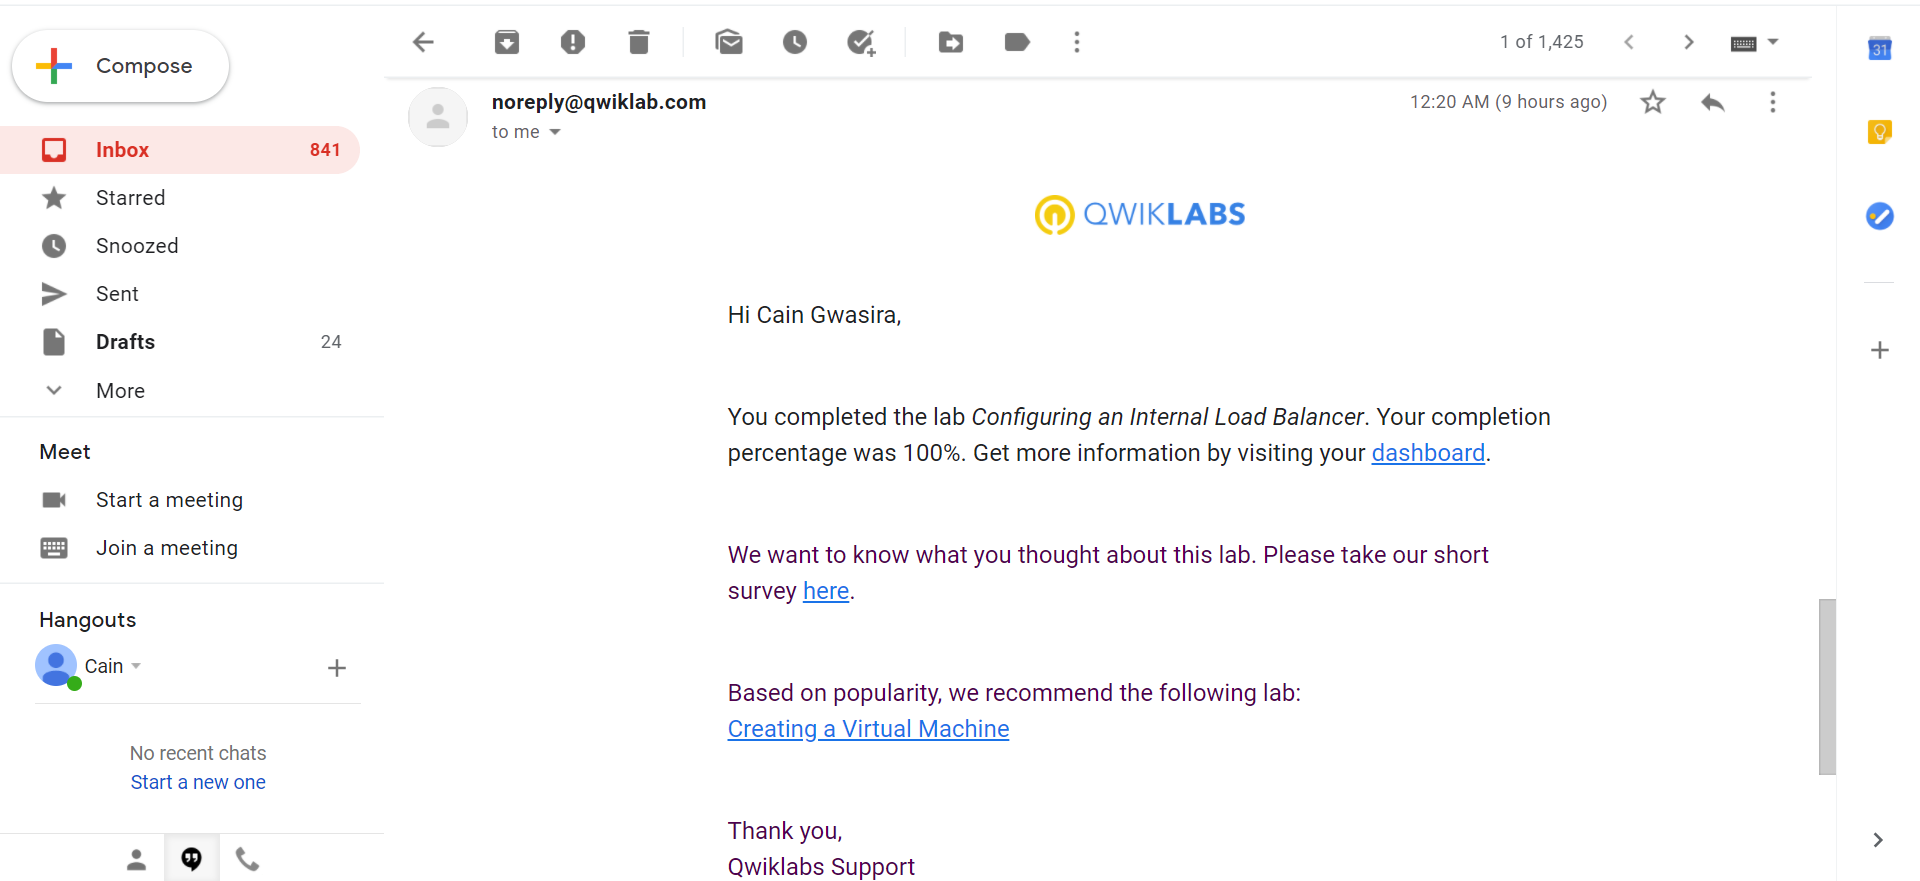 Compose
1 of 1,425
31
Inbox 841
Starred
Snoozed
Sent
Drafts 24
More
Meet
Start a meeting
Join a meeting
Hangouts
Cain
No recent chats
Start a new one
noreply@qwiklab.com
12:20 AM (9 hours ago)
to me
QWIKLABS
Hi Cain Gwasira,
You completed the lab Configuring an Internal Load Balancer. Your completion
percentage was 100%. Get more information by visiting your dashboard.
We want to know what you thought about this lab. Please take our short
survey here.
Based on popularity, we recommend the following lab:
Creating a Virtual Machine
Thank you,
Qwiklabs Support